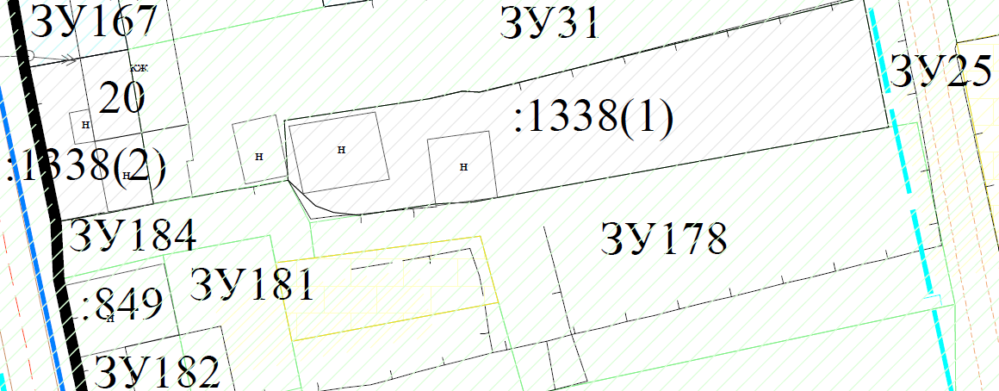 ЗУ167
ЗУ31
ЗУ25
кж
20
:1338(1)
н
н
н
н
:1338(2)
н
ЗУ184
ЗУ178
ЗУ181
:849
н
ЗУ182